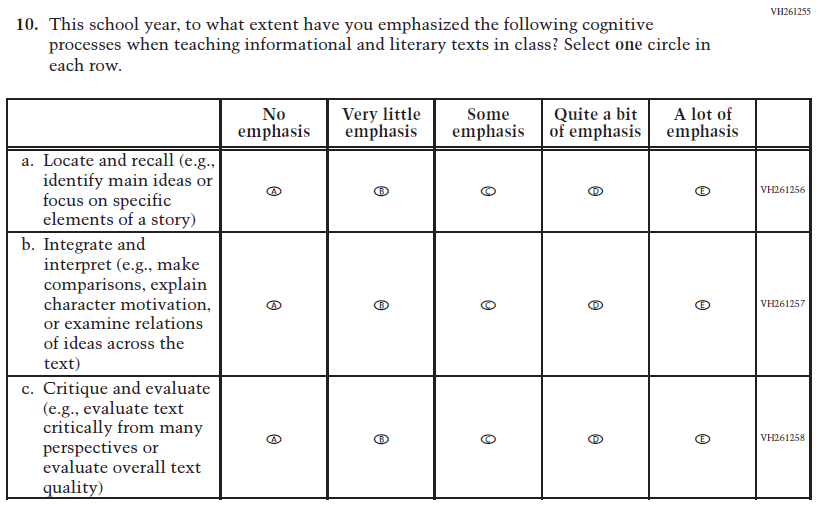 VH261255
10. This school year, to what extent have you emphasized the following cognitive
processes when teaching informational and literary texts in class? Select one circle in
each row.
No emphasis Very little emphasis Some emphasis Quite a bit of emphasis A lot of emphasis
a. Locate and recall (e.g.,
identify main ideas or
focus on specific
elements of a story)
A B C D E VH261256
b. Integrate and
interpret (e.g., make
comparisons, explain
character motivation,
or examine relations
of ideas across the
text)
A B C D E VH261257
c. Critique and evaluate
(e.g., evaluate text
critically from many
perspectives or
evaluate overall text
quality)
A B C D E VH261258